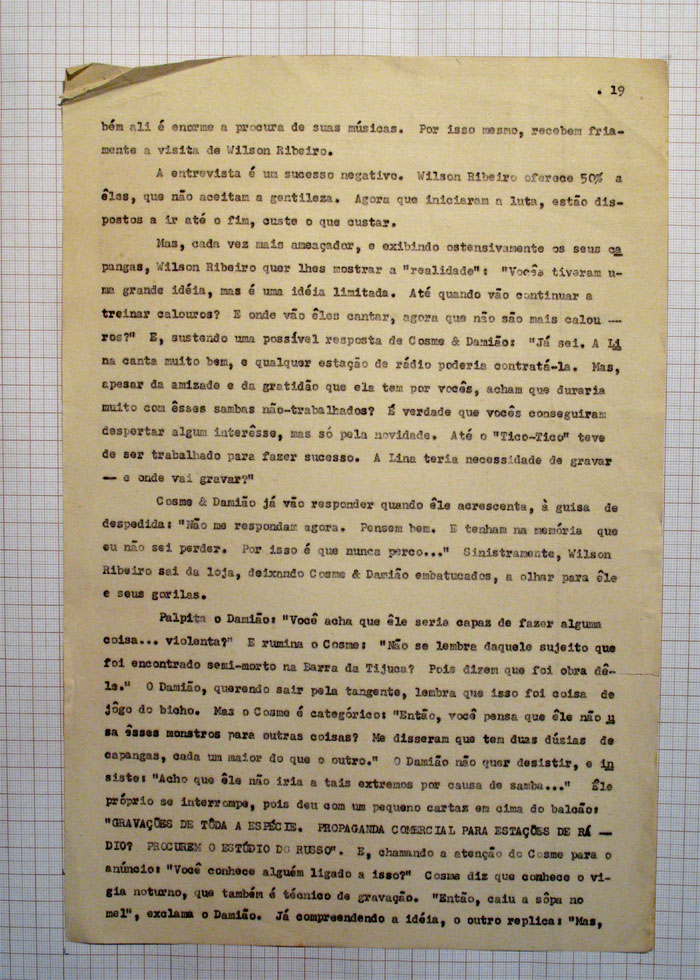 . 19
bém ali é enorme a procura de suas músicas. Por isso mesmo, recebem fria-
mente a visita de Wilson Ribeiro.
A entrevista é um sucesso negativo. Wilson Ribeiro oferece 50% a
êles, que não aceitam a gentileza. Agora que iniciaram a luta, estão dis-
postos a ir até o fim, custe o que custar.
Mas, cada vez mais ameaçador, e exibindo ostensivamente os seus ca
pangas, Wilson Ribeiro quer lhes mostrar a "realidade": "Vocês tiveram u-
ma grande idéia, mas é uma idéia limitada. Até quando vão continuar a
treinar calouros? E onde vão êles cantar, agora que não são mais calou —
ros?" E, sustendo uma possível resposta de Cosme & Damião: "Já sei. A Li
na canta muito bem, e qualquer estação de rádio poderia contratá-la. Mas,
apesar da amizade e da gratidão que ela tem por vocês, acham que duraria
muito com êsses sambas não-trabalhados? É verdade que vocês conseguiram
despertar algum interêsse, mas só pela novidade. Até o "Tico-Tico" teve
de ser trabalhado para fazer sucesso. A Lina teria necessidade de gravar
— e onde vai gravar?"
Cosme & Damião já vão responder quando êle acrescenta, à guisa de
despedida: "Não me respondam agora. Pensem bem. E tenham na memória que
eu não sei perder. Por isso é que nunca perco..." Sinistramente, Wilson
Ribeiro sai da loja, deixando Cosme & Damião embatucados, a olhar para êle
e seus gorilas.
Palpita o Damião: "Você acha que êle seria capaz de fazer alguma
coisa... violenta?" E rumina o Cosme: "Não se lembra daquele sujeito que
foi encontrado semi-morto na Barra da Tijuca? Pois dizem que foi obra dê-
le." O Damião, querendo sair pela tangente, lembra que isso foi coisa de
jôgo do bicho. Mas o Cosme é categórico: "Então, você pensa que êle não u
sa êsses monstros para outras coisas? Me disseram que tem duas dúzias de
capangas, cada um maior do que o outro." O Damião não quer desistir, e in
siste: "Acho que êle não iria a tais extremos por causa de samba..." Êle
próprio se interrompe, pois deu com um pequeno cartaz em cima do balcão:
"GRAVAÇÕES DE TÔDA A ESPÉCIE. PROPAGANDA COMERCIAL PARA ESTAÇÕES DE RÁ —
DIO? PROCUREM O ESTÚDIO DO RUSSO". E, chamando a atenção do Cosme para o
anúncio: "Você conhece alguém ligado a isso?" Cosme diz que conhece o vi-
gia noturno, que também é técnico de gravação. "Então, caiu a sôpa no
mel", exclama o Damião. Já compreendendo a idéia, o outro replica: "Mas,